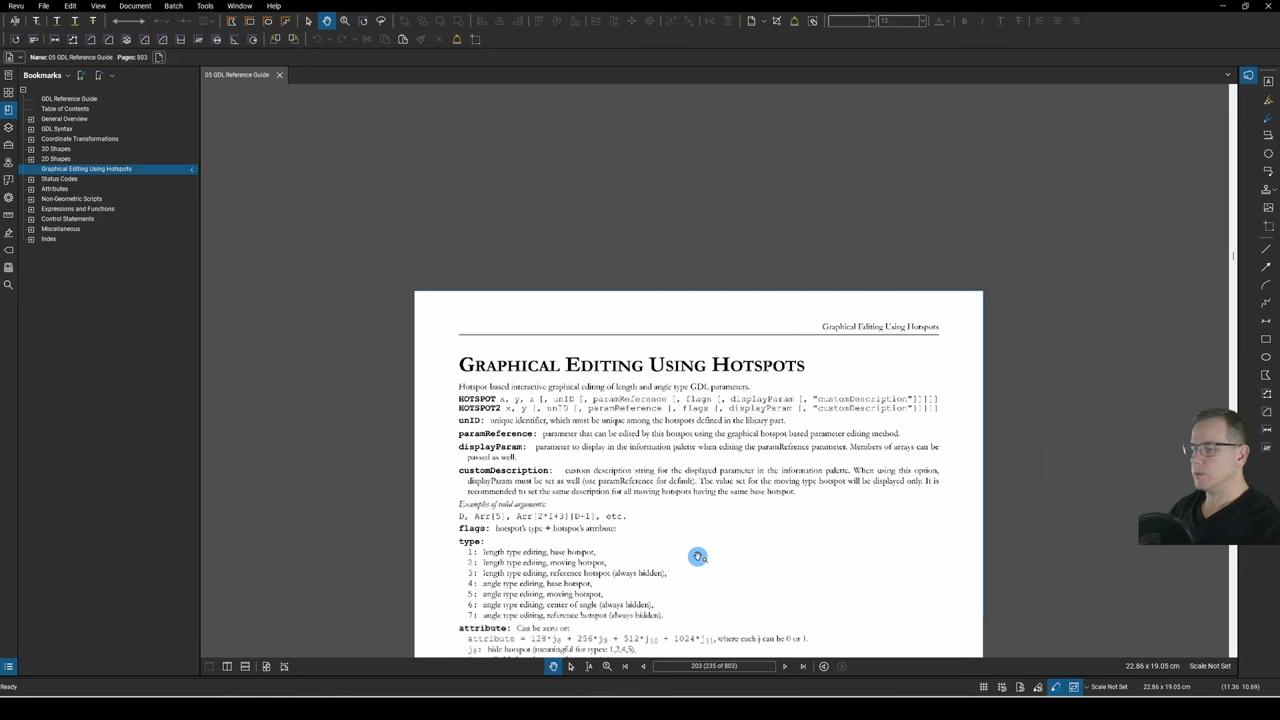 Revu File Edit View Document Batch Tools Window Help
12
Name: 05 GDL Reference Guide Pages: 803
Bookmarks
05 GDL Reference Guide
GDL Reference Guide
Table of Contents
General Overview
GDL Syntax
Coordinate Transformations
3D Shapes
2D Shapes
Graphical Editing Using Hotspots
Status Codes
Attributes
Non-Geometric Scripts
Expressions and Functions
Control Statements
Miscellaneous
Index
Graphical Editing Using Hotspots
GRAPHICAL EDITING USING HOTSPOTS
Hotspot based interactive graphical editing of length and angle type GDL parameters.
HOTSPOT x, y, z [, unID [, paramReference [, flags [, displayParam [, "customDescription"]]]]]
HOTSPOT2 x, y [, unID [, paramReference [, flags [, displayParam [, "customDescription"]]]]]
unID: unique identifier, which must be unique among the hotspots defined in the library part.
paramReference: parameter that can be edited by this hotspot using the graphical hotspot based parameter editing method.
displayParam: parameter to display in the information palette when editing the paramRefrence parameter. Members of arrays can be
passed as well.
customDescription: custom description string for the displayed parameter in the information palette. When using this option,
displayParam must be set as well (use paramReference for default). The value set for the moving type hotspot will be displayed only. It is
recommended to set the same description for all moving hotspots having the same base hotspot.
Examples of valid arguments:
D, Arr[5], Arr[2*I+3][D+1], etc.
flags: hotspot's type + hotspot's attribute:
type:
1: length type editing, base hotspot,
2: length type editing, moving hotspot,
3: length type editing, reference hotspot (always hidden),
4: angle type editing, base hotspot,
5: angle type editing, moving hotspot,
6: angle type editing, center of angle (always hidden),
7: angle type editing, reference hotspot (always hidden).
attribute: Can be zero or:
attribute = 128*j8 + 256*j9 + 512*j10 + 1024*j11, where each j can be 0 or 1.
j8: hide hotspot (meaningful for types: 1,2,4,5),
203 (235 of 803)
22.86 x 19.05 cm Scale Not Set
Ready
Scale Not Set 22.86 x 19.05 cm (11.36 10.69)